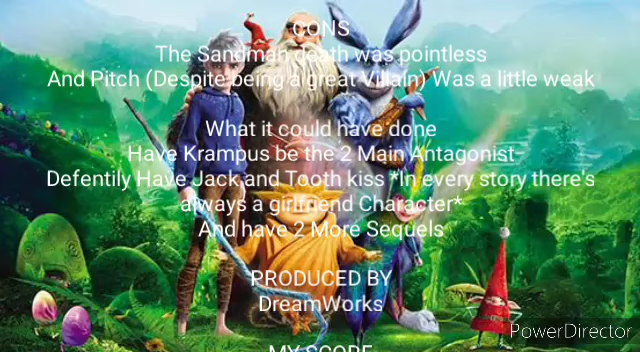 CONS
The Sandman death was pointless
And Pitch (Despite being a great Villain) Was a little weak
What it could have done
Have Krampus be the 2 Main Antagonist
Defentily Have Jack and Tooth kiss *In every story there's
always a girlfriend Character*
And have 2 More Sequels
PRODUCED BY
DreamWorks
MY SCORE
PowerDirector